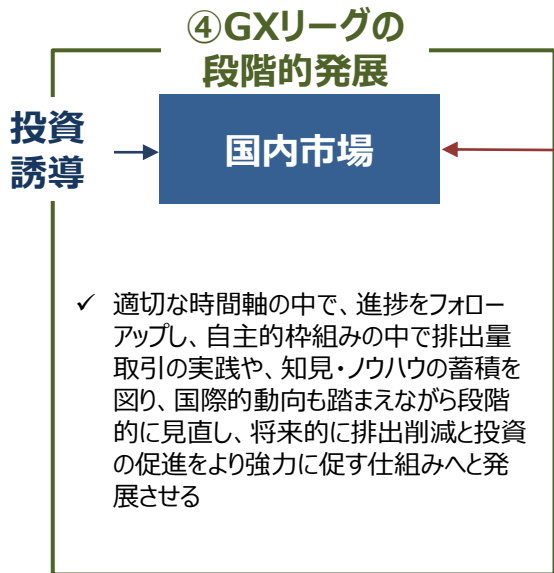 ④GXリーグの
段階的発展
投資
誘導
国内市場
✓ 適切な時間軸の中で、進捗をフォロー
アップし、自主的枠組みの中で排出量
取引の実践や、知見・ノウハウの蓄積を
図り、国際的動向も踏まえながら段階
的に見直し、将来的に排出削減と投資
の促進をより強力に促す仕組みへと発
展させる